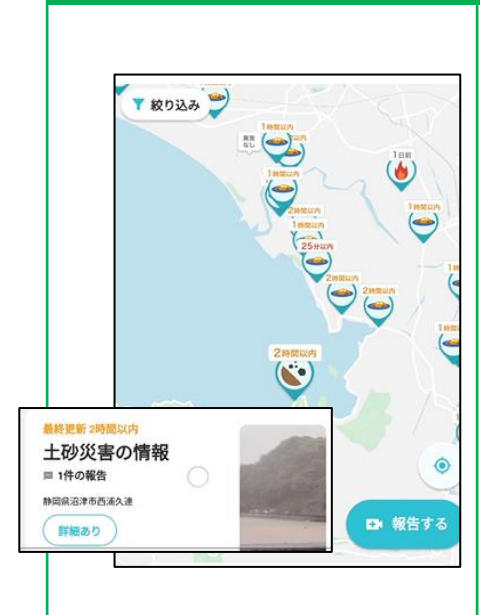 絞り込み
1時間以内
異常
なし
1日前
1時間以内
1時間以内
2時間以内
1時間以内
25分以内
2時間以内
2時間以内
2時間以内
最終更新 2時間以内
土砂災害の情報
1件の報告
静岡県沼津市西浦久連
詳細あり
報告する